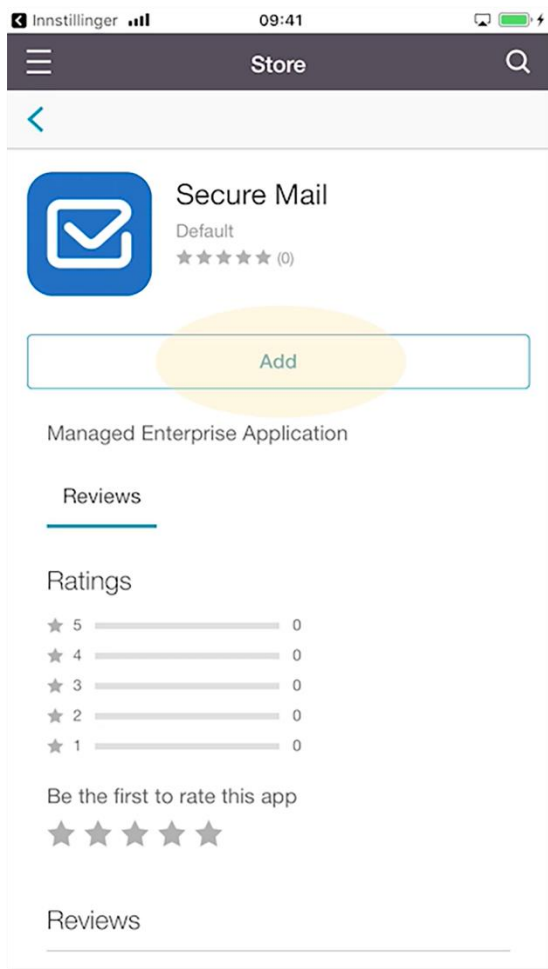 Innstillinger 09:41
Store
Secure Mail
Default
(0)
Add
Managed Enterprise Application
Reviews
Ratings
5 0
4 0
3 0
2 0
1 0
Be the first to rate this app
Reviews